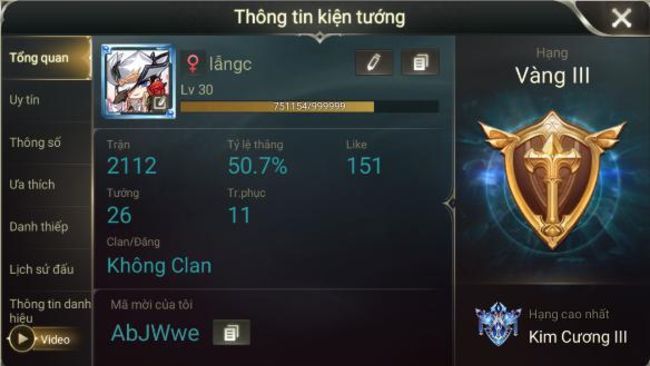 Thông tin kiện tướng
Tổng quan
Uy tín
Thông số
Ưa thích
Danh thiếp
Lịch sử đấu
Thông tin danh
hiệu
Video
lẳngc
Lv 30
751154/999999
Trận
Tỷ lệ thắng
Like
2112
50.7%
151
Tướng
Tr.phục
26
11
Clan/Đảng
Không Clan
Mã mời của tôi
AbJWwe
Hạng
Vàng III
Hạng cao nhất
Kim Cương III